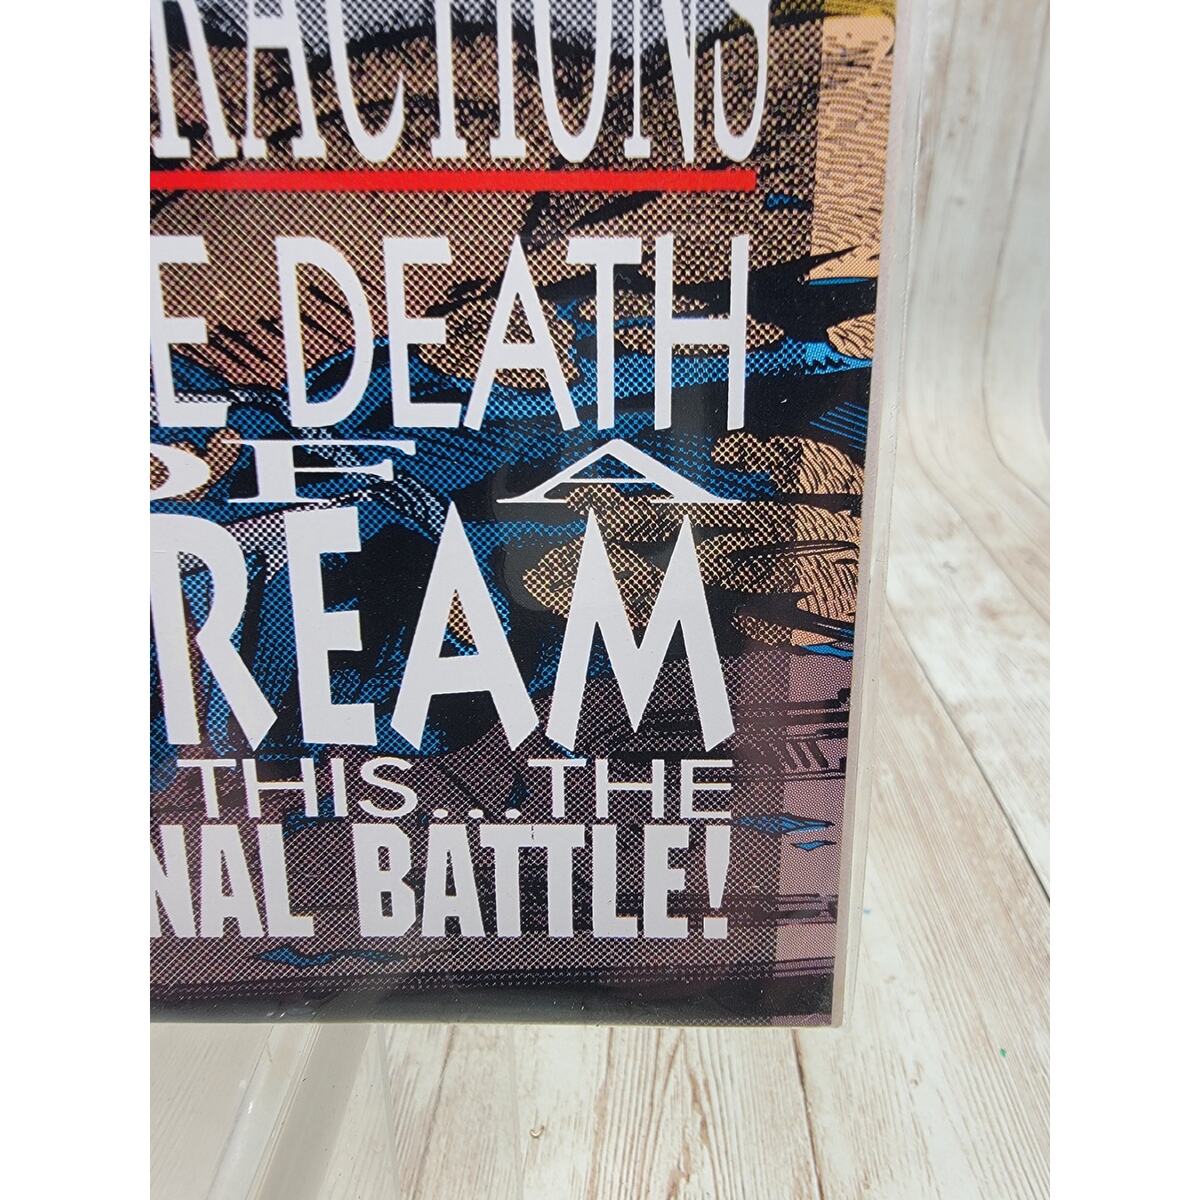 RACTIONS
E DEATH
OF A
REAM
THIS...THE
NAL BATTLE!